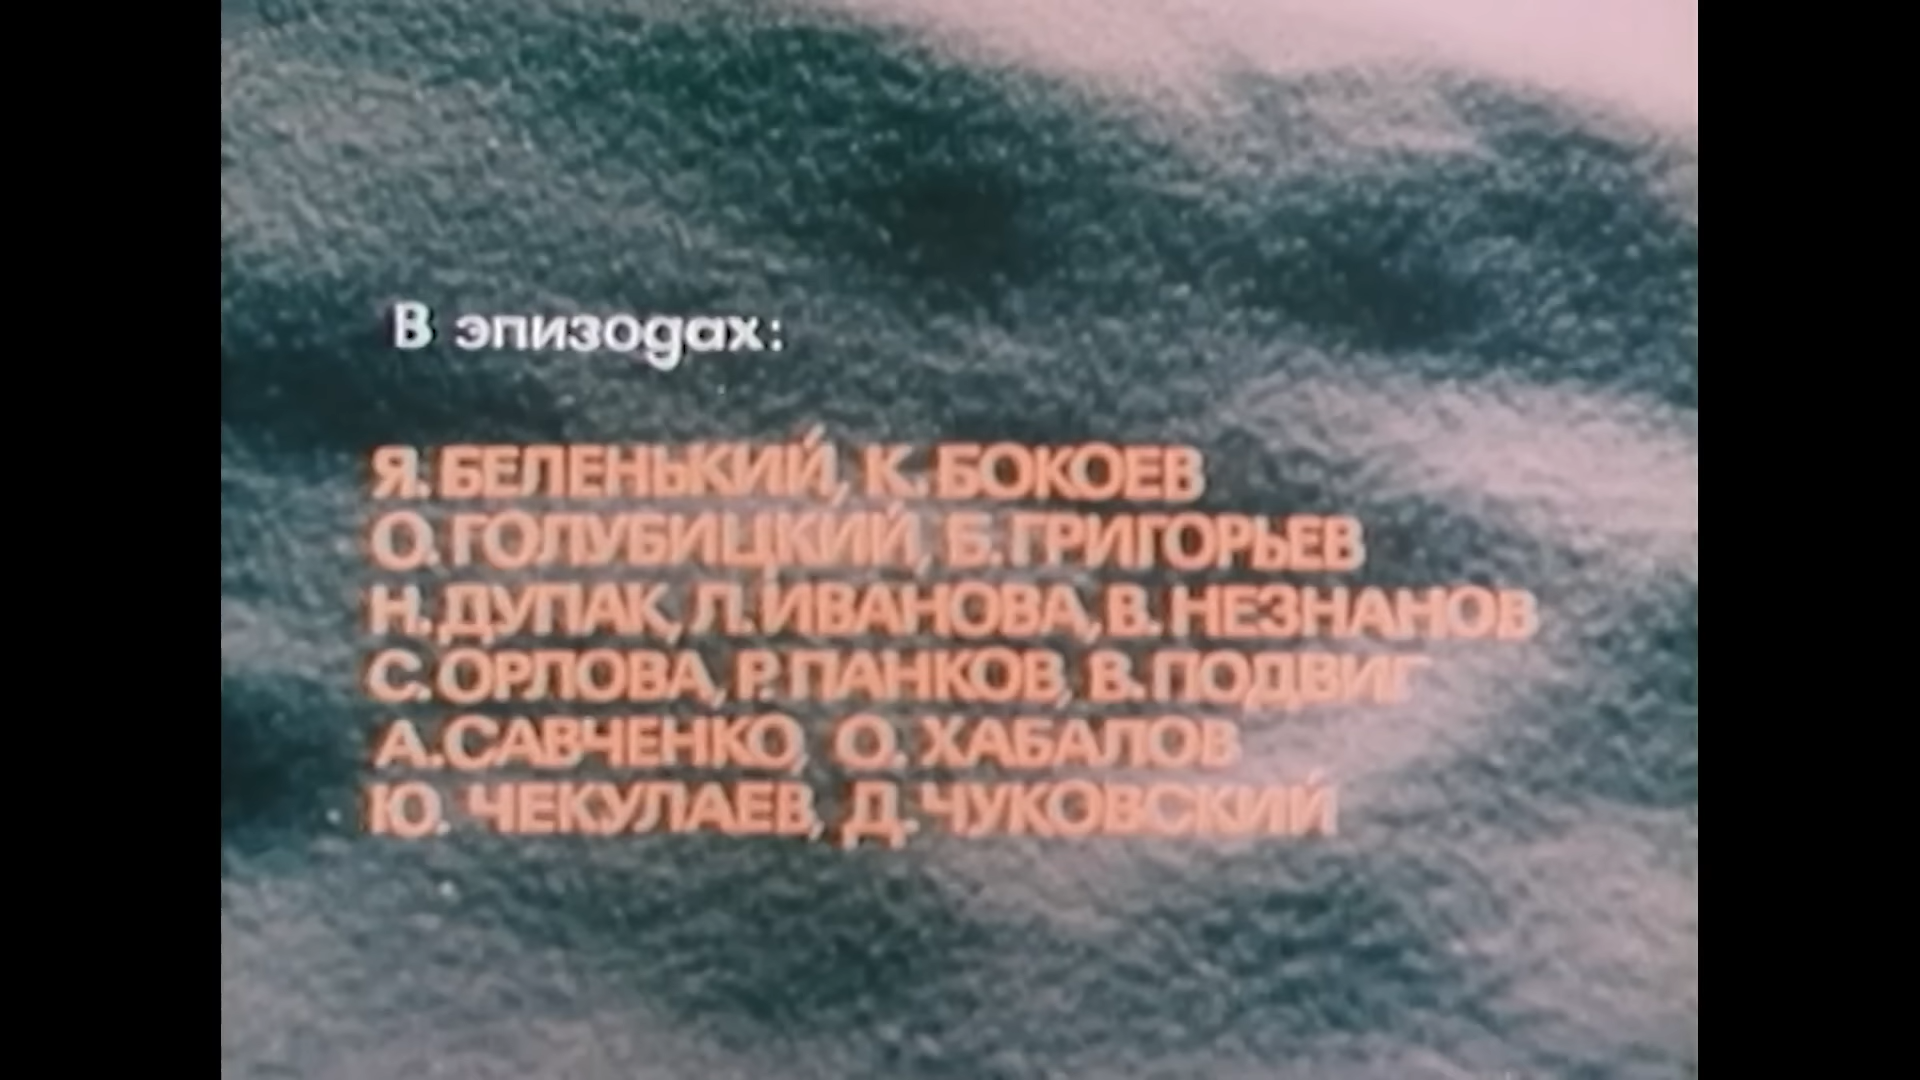 В эпизодах:
Я. БЕЛЕНЬКИЙ, К. БОКОЕВ
О. ГОЛУБИЦКИЙ, Б. ГРИГОРЬЕВ
Н. ДУПАК, Л. ИВАНОВА, В. НЕЗНАНОВ
С. ОРЛОВА, Р. ПАНКОВ, В. ПОДВИГ
А. САВЧЕНКО, О. ХАБАЛОВ
Ю. ЧЕКУЛАЕВ, Д. ЧУКОВСКИЙ